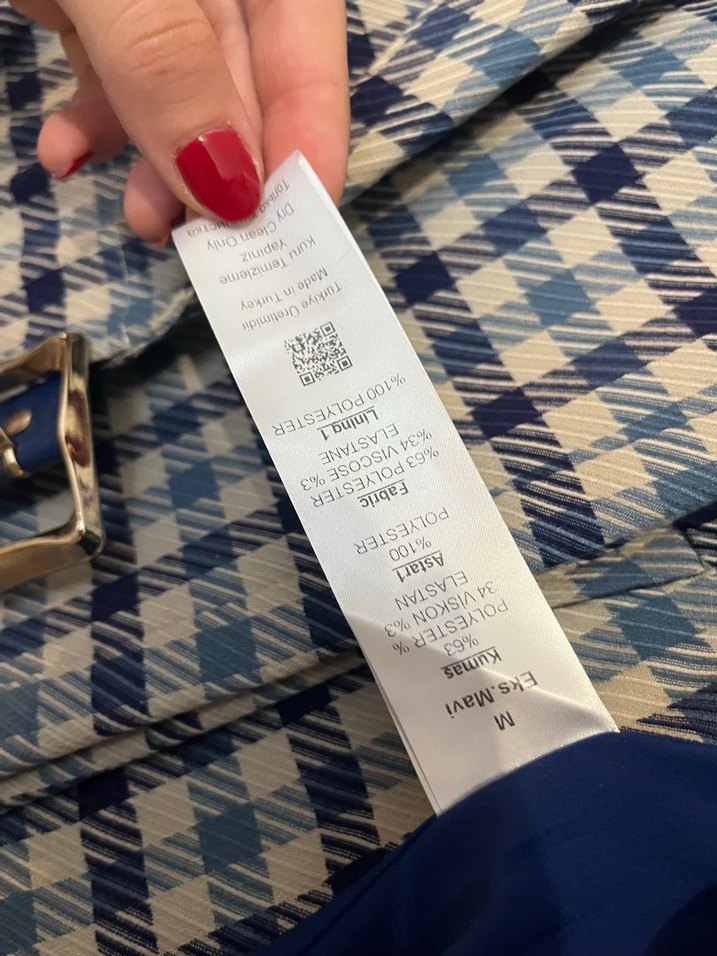 M
Eks.Mavi
Kumaş
%63
POLYESTER %
34 VİSKON %3
ELASTAN
Astar1
%100
POLYESTER
Fabric
%63 POLYESTER
%34 VISCOSE %3
ELASTANE
Lining 1
%100 POLYESTER
Türkiye Üretimidir
Made in Turkey
Kuru Temizleme
Yapınız
Dry Clean Only
Только